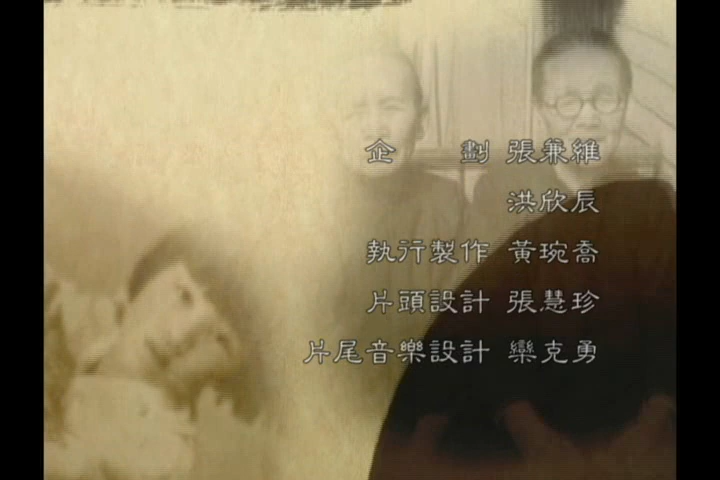 企 劃 張兼維
洪欣辰
執行製作 黃琬喬
片頭設計 張慧珍
片尾音樂設計 欒克勇